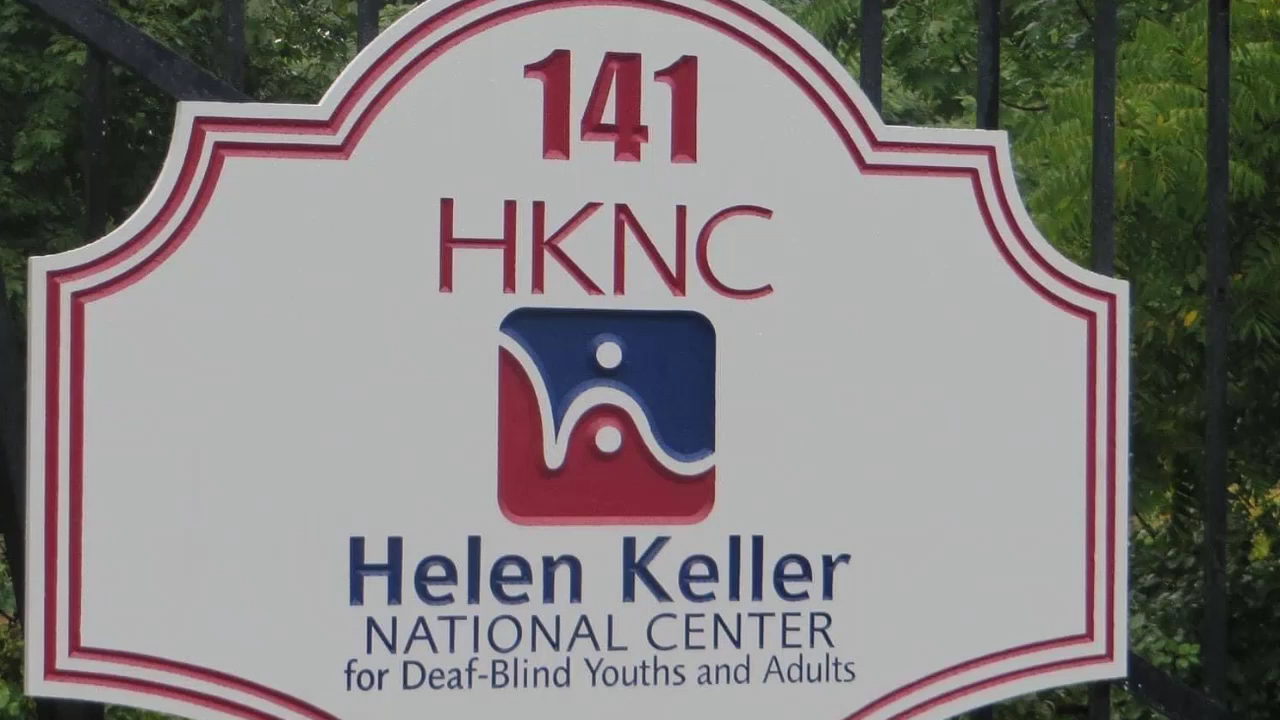 141
HKNC
Helen Keller
NATIONAL CENTER
for Deaf-Blind Youths and Adults